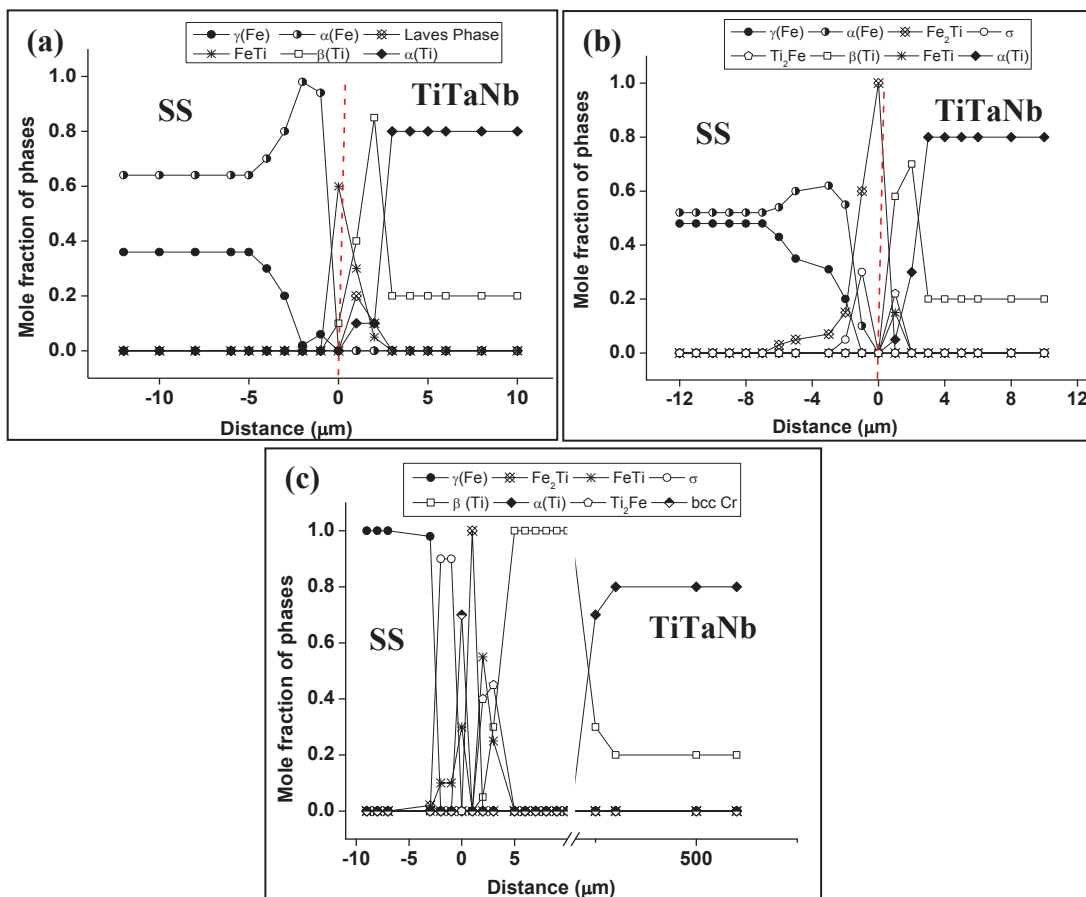 (a)
γ(Fe) α(Fe) Laves Phase
FeTi β(Ti) α(Ti)
SS
TiTaNb
Mole fraction of phases
1.0
0.8
0.6
0.4
0.2
0.0
-10 -5 0 5 10
Distance (μm)
(b)
γ(Fe) α(Fe) Fe₂Ti σ
Ti₂Fe β(Ti) FeTi α(Ti)
SS
TiTaNb
Mole fraction of phases
1.0
0.8
0.6
0.4
0.2
0.0
-12 -8 -4 0 4 8 12
Distance (μm)
(c)
γ(Fe) Fe₂Ti FeTi σ
β (Ti) α(Ti) Ti₂Fe bcc Cr
SS
TiTaNb
Mole fraction of phases
1.0
0.8
0.6
0.4
0.2
0.0
-10 -5 0 5 500
Distance (μm)